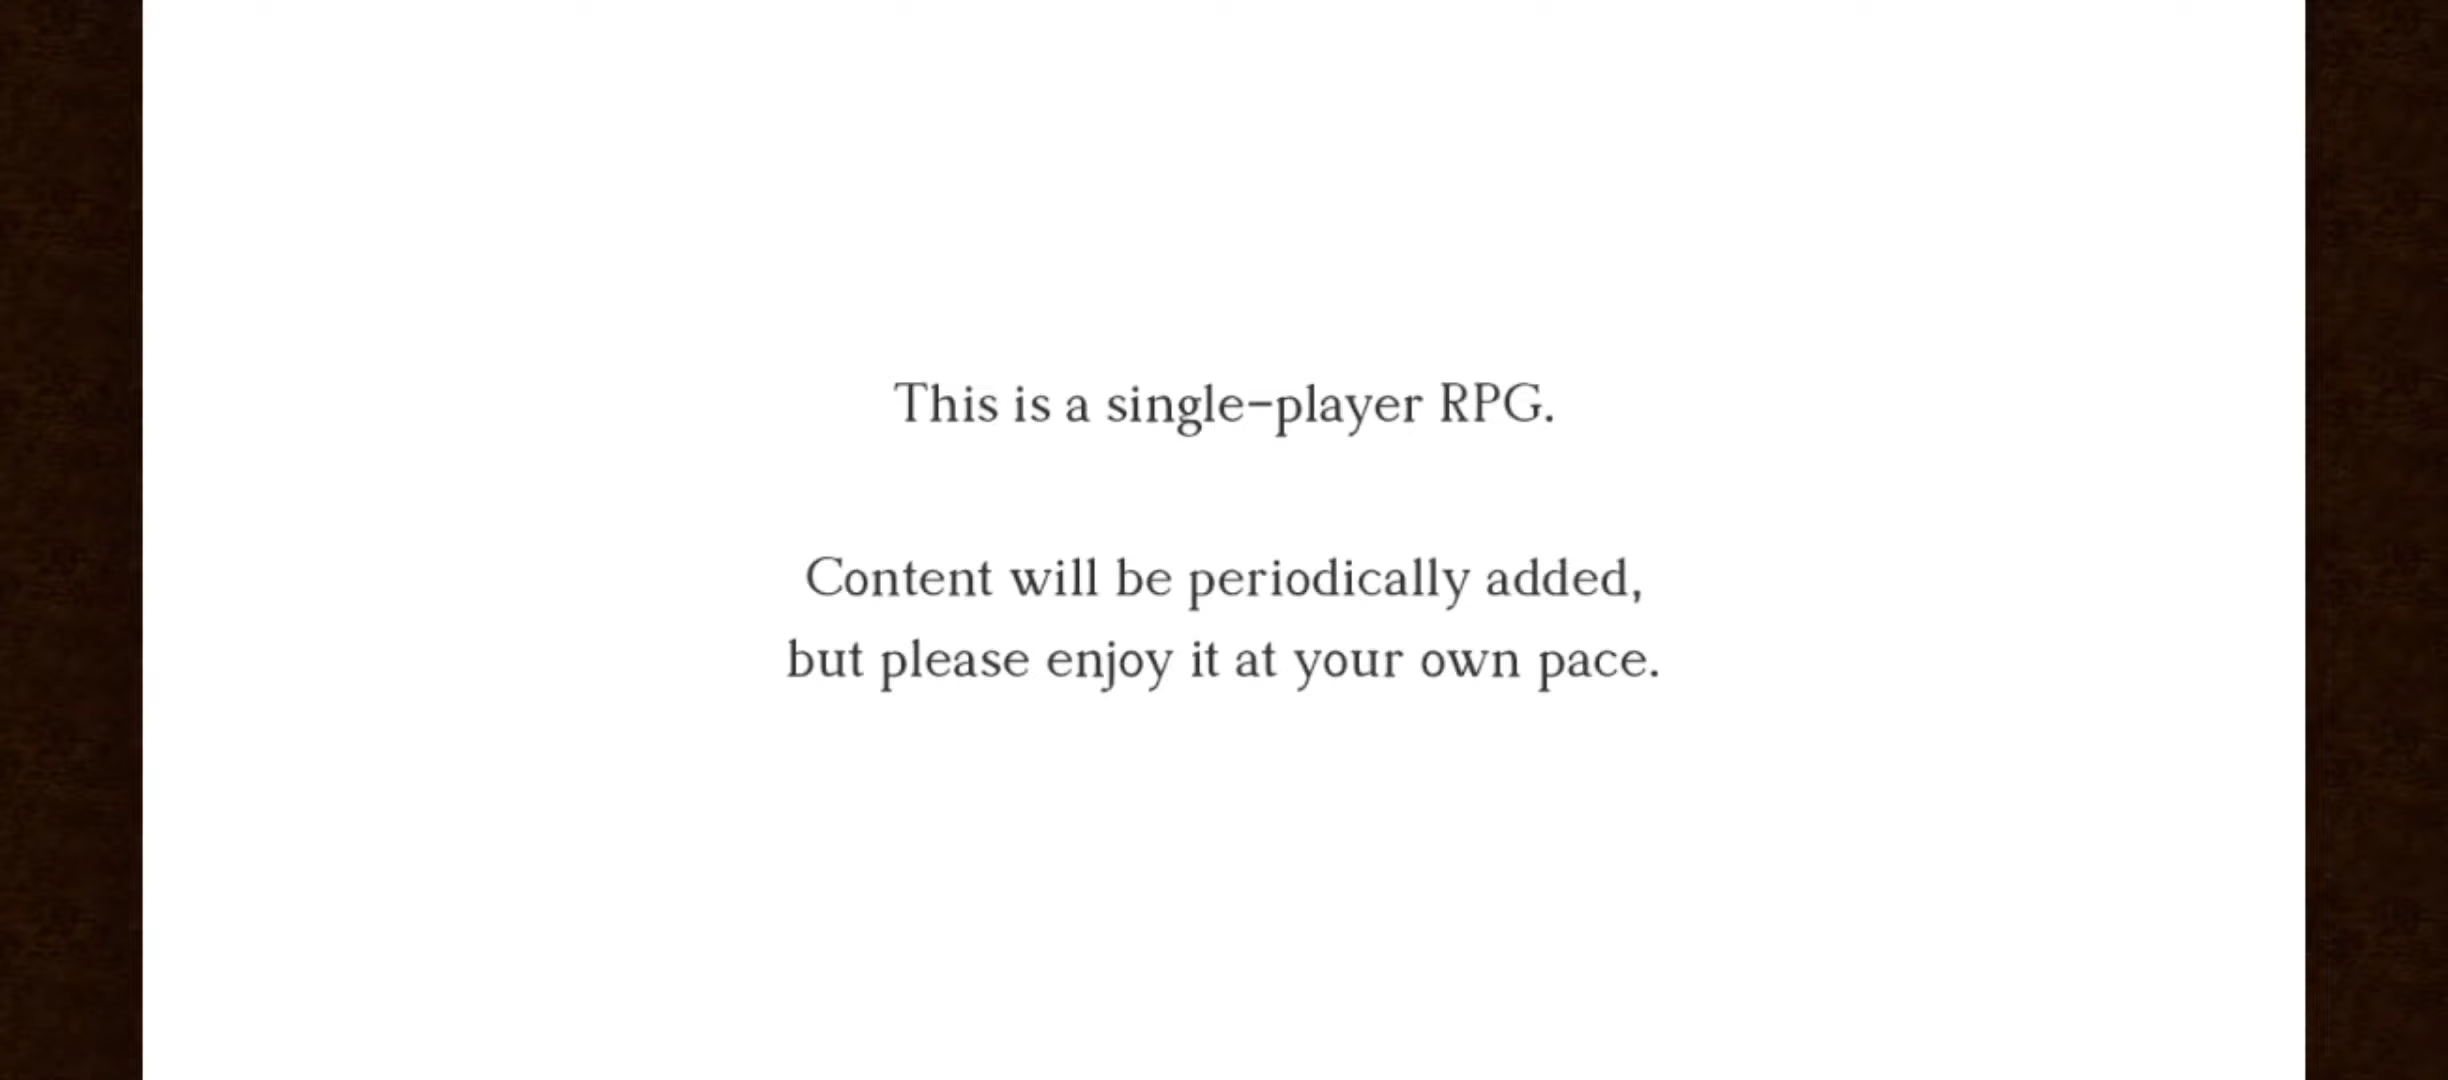 This is a single-player RPG.
Content will be periodically added,
but please enjoy it at your own pace.